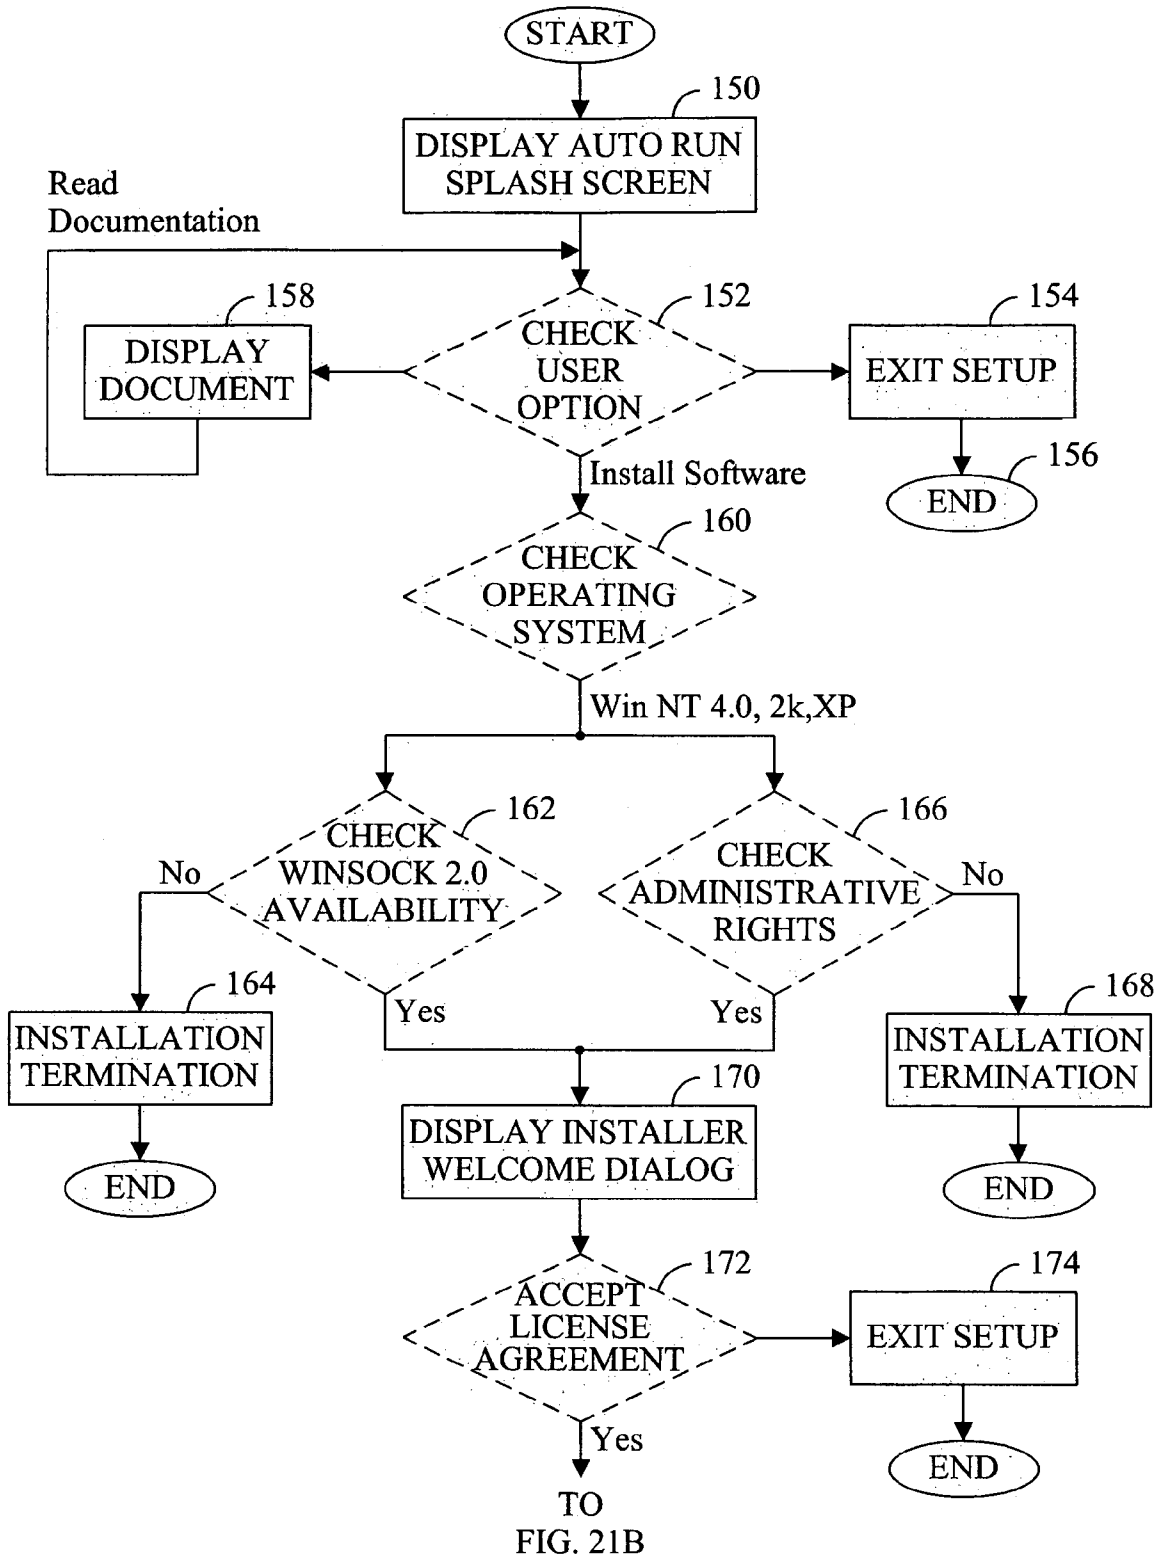 START
150
DISPLAY AUTO RUN
SPLASH SCREEN
Read
Documentation
158
152
154
DISPLAY
DOCUMENT
CHECK
USER
OPTION
EXIT SETUP
156
END
Install Software
160
CHECK
OPERATING
SYSTEM
Win NT 4.0, 2k,XP
162
166
CHECK
WINSOCK 2.0
AVAILABILITY
CHECK
ADMINISTRATIVE
RIGHTS
No
No
164
168
Yes
Yes
INSTALLATION
TERMINATION
INSTALLATION
TERMINATION
170
DISPLAY INSTALLER
WELCOME DIALOG
END
END
172
174
ACCEPT
LICENSE
AGREEMENT
EXIT SETUP
Yes
END
TO
FIG. 21B